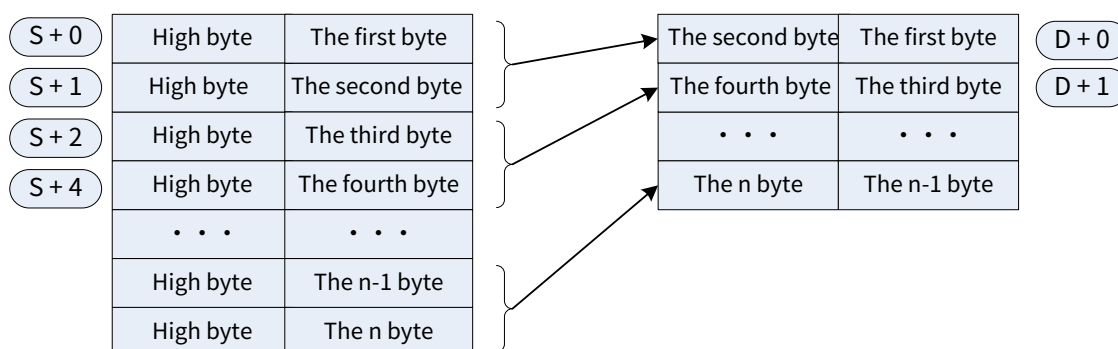 S + 0 High byte The first byte The second byte The first byte D + 0
S + 1 High byte The second byte The fourth byte The third byte D + 1
S + 2 High byte The third byte · · · · · ·
S + 4 High byte The fourth byte The n byte The n-1 byte
· · · · · ·
High byte The n-1 byte
High byte The n byte